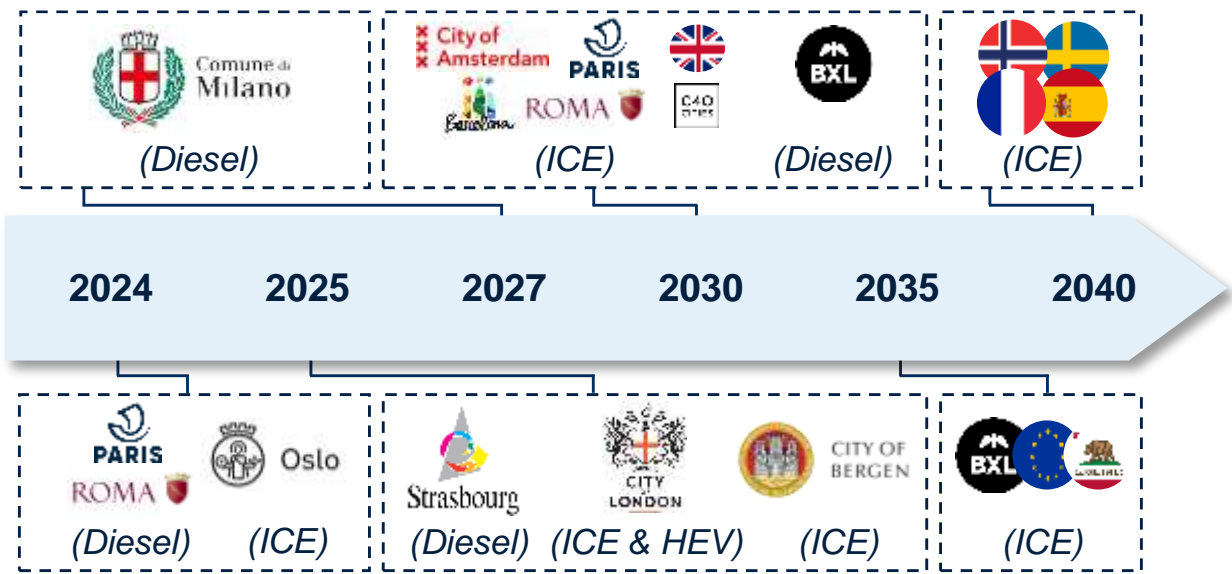 Comune di
Milano
(Diesel)
City of
Amsterdam
PARIS
Barcelona
ROMA
C40
CITIES
(ICE)
BXL
(Diesel)
(ICE)
2024 2025 2027 2030 2035 2040
PARIS
ROMA
(Diesel)
Oslo
(ICE)
Strasbourg
(Diesel)
CITY
OF
LONDON
(ICE & HEV)
CITY OF
BERGEN
(ICE)
BXL
(ICE)